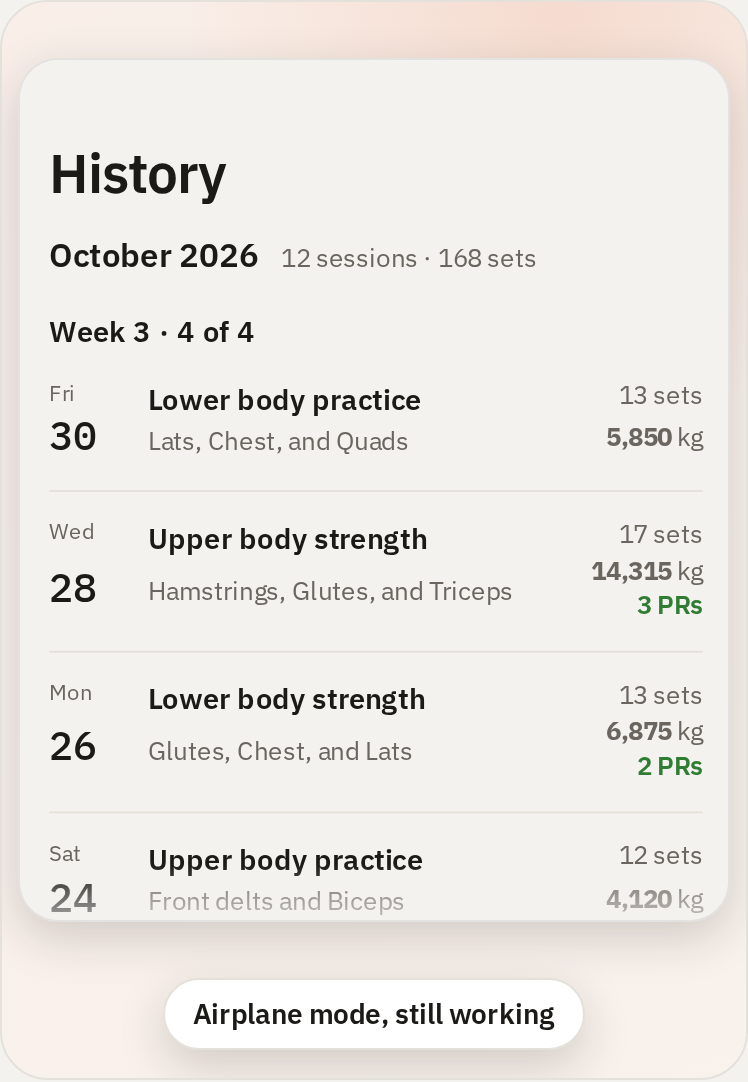 History
October 2026 12 sessions · 168 sets
Week 3 · 4 of 4
Fri
30
Lower body practice
Lats, Chest, and Quads
13 sets
5,850 kg
Wed
28
Upper body strength
Hamstrings, Glutes, and Triceps
17 sets
14,315 kg
3 PRs
Mon
26
Lower body strength
Glutes, Chest, and Lats
13 sets
6,875 kg
2 PRs
Sat
24
Upper body practice
Front delts and Biceps
12 sets
4,120 kg
Airplane mode, still working